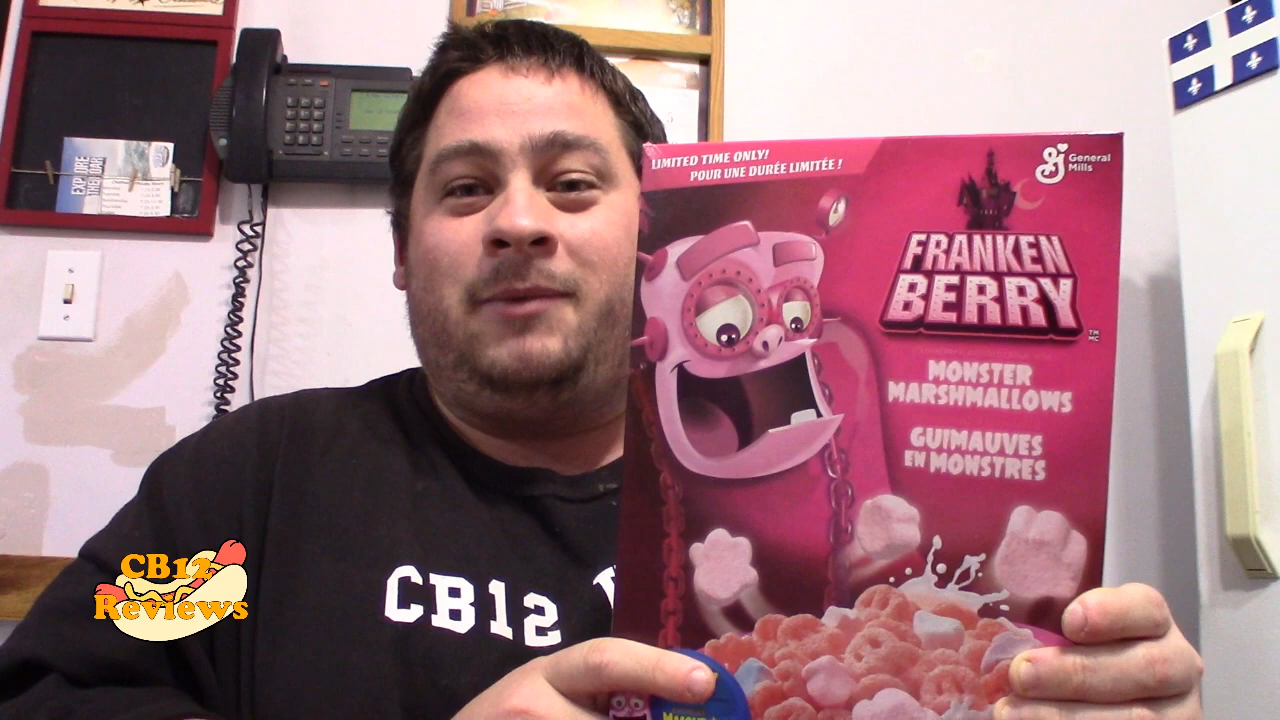 EXPLORE
LIMITED TIME ONLY!
POUR UNE DURÉE LIMITÉE !
General
Mills
FRANKEN
BERRY
TM
MC
MONSTER
MARSHMALLOWS
GUIMAUVES
EN MONSTRES
CB12
CB12
Reviews